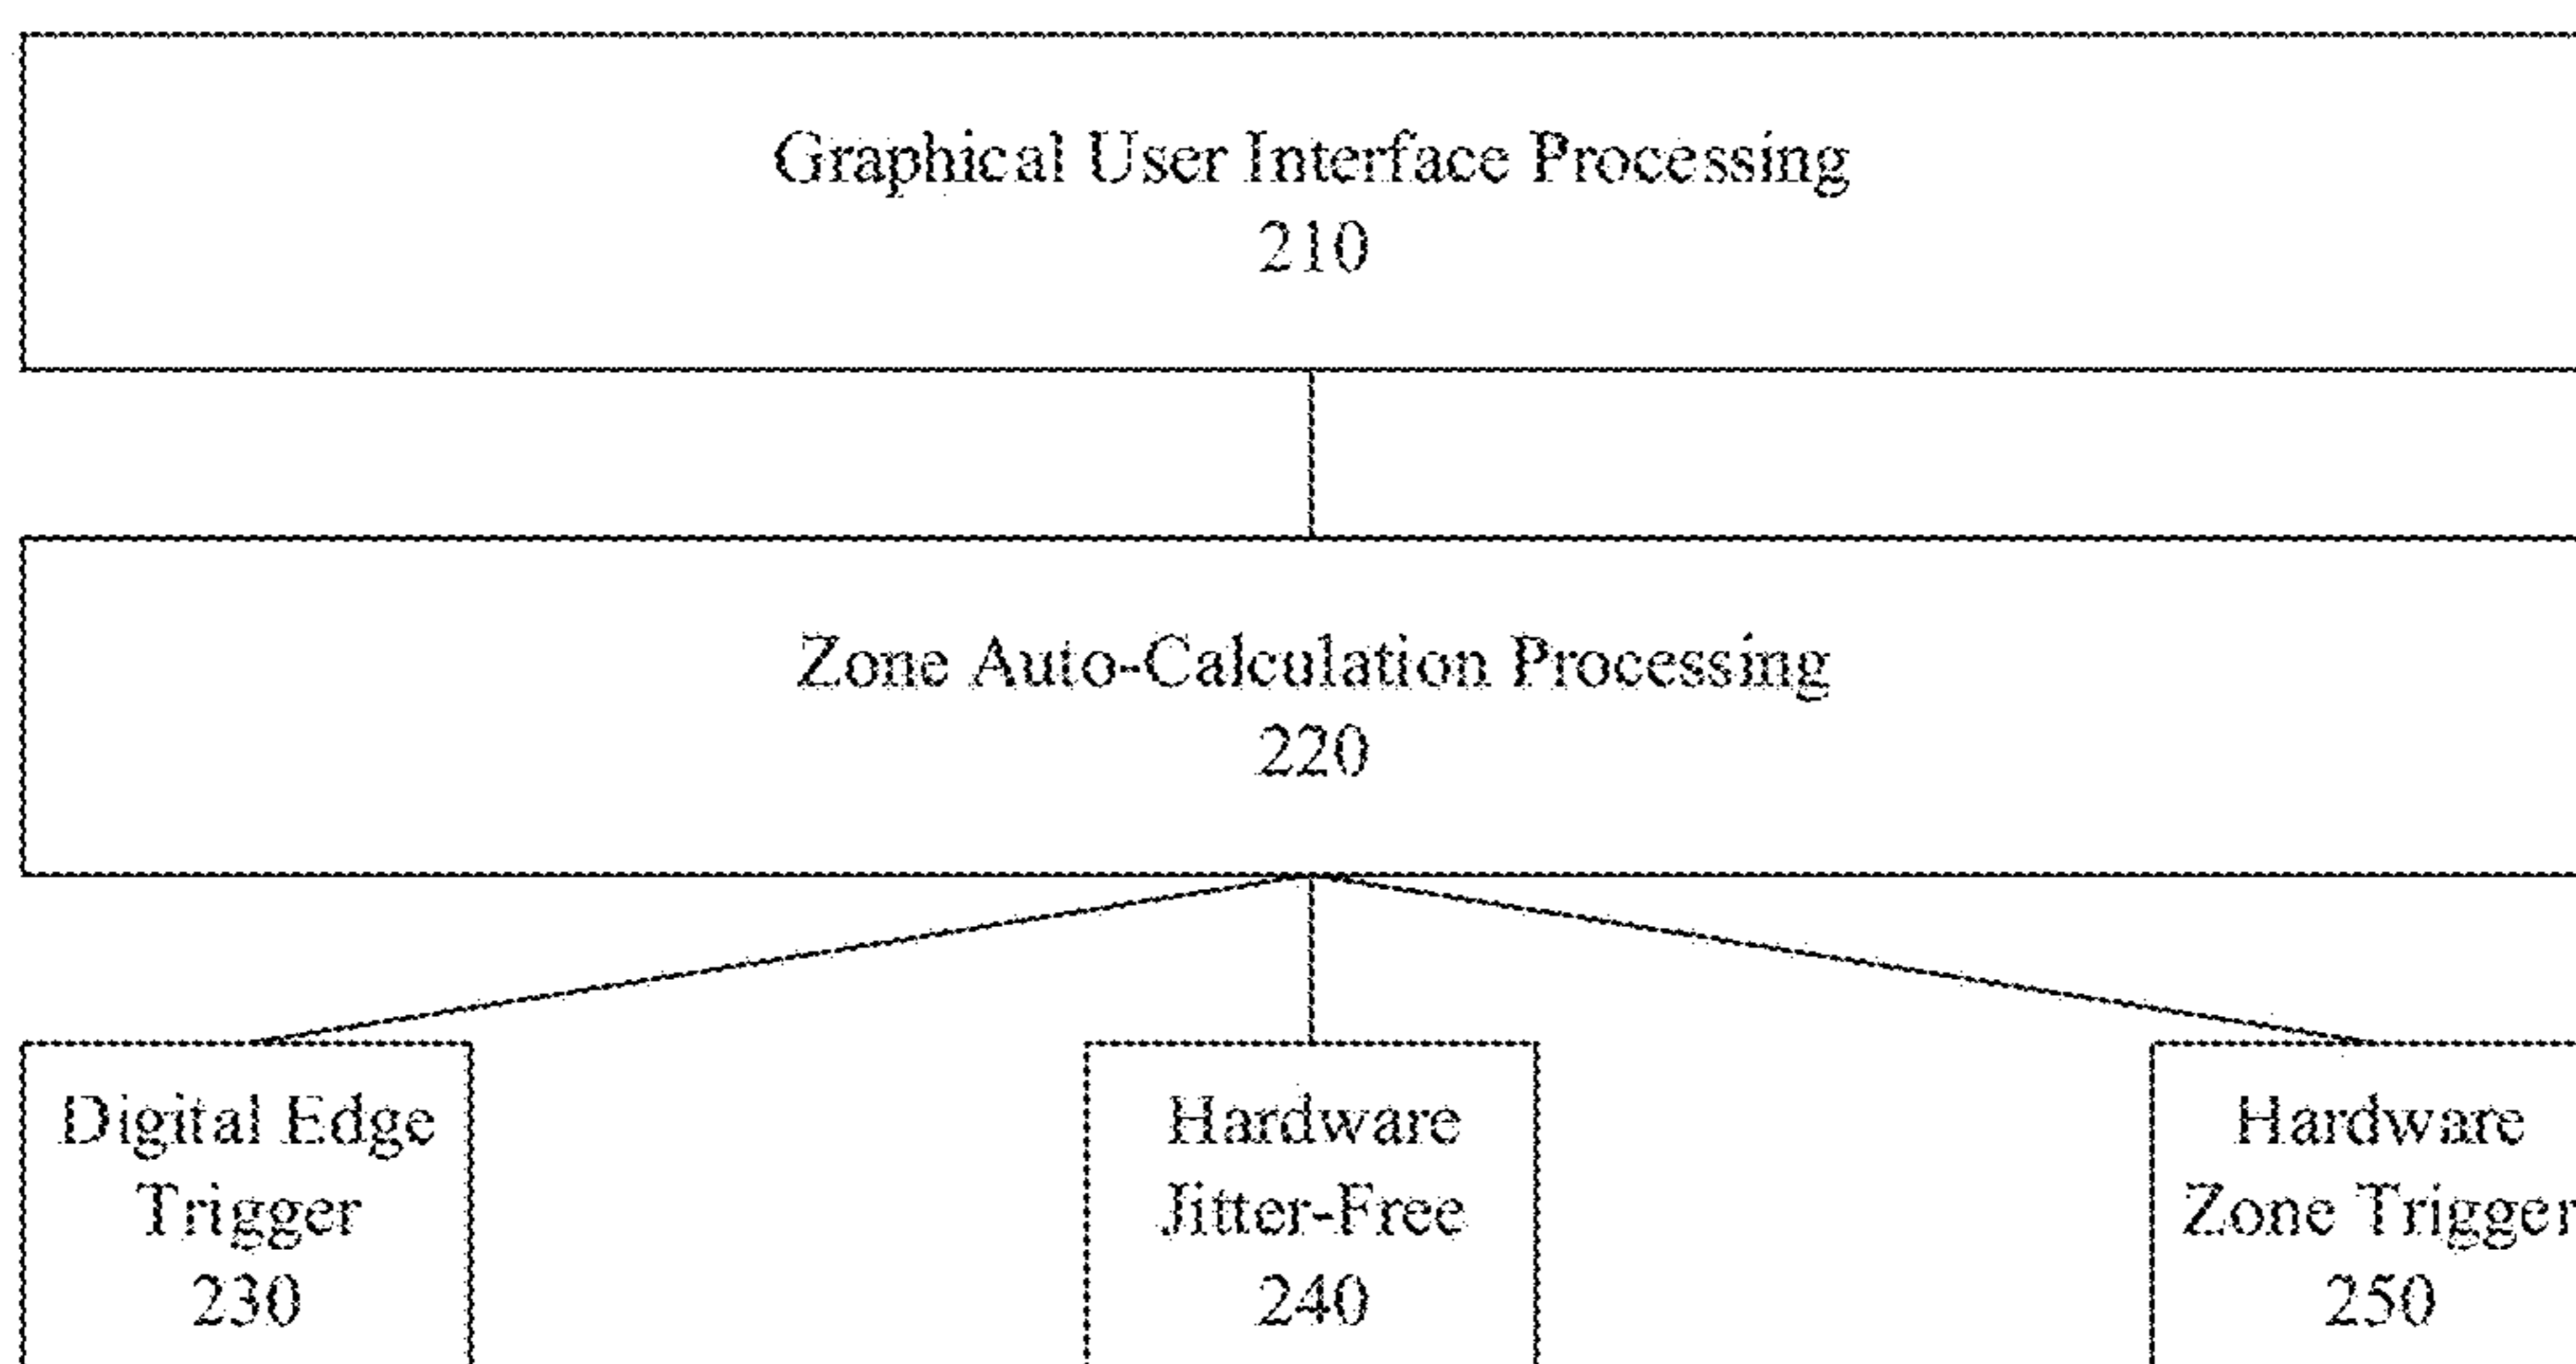 Graphical User Interface Processing
210
Zone Auto-Calculation Processing
220
Digital Edge
Trigger
230
Hardware
Jitter-Free
240
Hardware
Zone Trigger
250